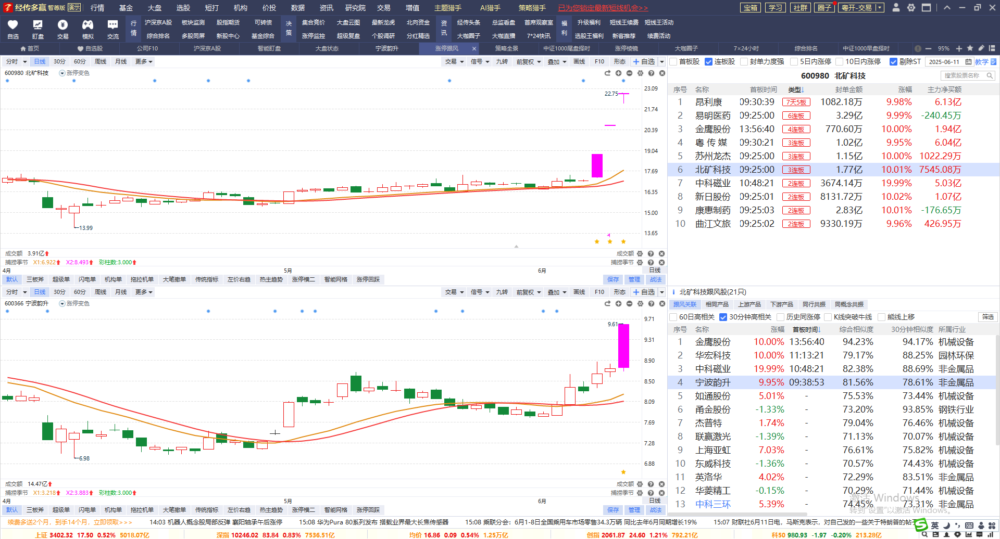 经传多赢 智尊版 演示 行情 基金 大盘 选股 短打 机构 价投 数据 资讯 研究院 交易 增值 主题猎手 AI猎手 策略猎手 已为您锁定最新短线机会>> 宝箱 学习 社群 圈子 粤开-交易
行情 沪深京A股 板块监测 股指期货 可转债 决策 集合竞价 大盘云图 最新龙虎 北向资金 资讯 经传头条 总监看盘 首席观察室 福利 升级福利 短线王续费 短线王活动
自选 盯盘 交易 模拟 交流 综合排名 多股同屏 新股中心 基金综合 涨停监控 超级复盘 个股调研 分红精选 大咖圈子 大咖直播 7*24快讯 选股王福利 新客推荐 续费活动
首页 自选股 公司F10 沪深京A股 智能盯盘 大盘状态 宁波韵升 涨停跟风 策略全景 中证1000尾盘择时 涨停棱镜 大咖圈子 7×24小时 综合排名 中证1000早盘择时 95%
分时 日线 30分 60分 周线 月线 更多 交易 信号 九转 前复权 叠加 画线 F10 形态 自选
600980 北矿科技 涨停变色
23.09
22.75
21.74
20.39
19.04
17.69
16.35
15.00
13.99
13.65
成交额 3.91亿 成交额
捕捞季节 X1:6.922 X2:8.493 彩柱数:3.000 捕捞季节
4月 5月 6月 日线
默认 三板斧 超级单 闪电单 机构单 拖拉机单 大笔撤单 传统指标 左价右趋 热主趋势 涨停横二 智能网格 涨停回踩 保存 管理 战法
分时 日线 30分 60分 周线 月线 更多 交易 信号 九转 前复权 叠加 画线 F10 形态 自选
600366 宁波韵升 涨停变色
9.71
9.61
9.31
8.90
8.50
8.09
7.69
7.28
6.98
6.88
成交额 14.47亿 成交额
捕捞季节 X1:3.218 X2:3.883 彩柱数:3.000 捕捞季节
4月 5月 6月 日线
默认 三板斧 超级单 闪电单 机构单 拖拉机单 大笔撤单 传统指标 左价右趋 热主趋势 涨停横二 智能网格 涨停回踩 保存 管理 战法
首板股 连板股 封单力度强 5日内涨停 10日内涨停 剔除ST 2025-06-11 教学
600980 北矿科技 搜索股票名称
序号 名称 首板时间 类型↓ 封单金额 涨幅 主力净买额
1 昂利康 09:30:39 7天5板 1082.18万 9.98% 6.13亿
2 易明医药 09:25:00 6连板 3.29亿 9.99% -240.45万
3 金鹰股份 13:56:40 4连板 770.60万 10.00% 1.94亿
4 粤 传 媒 09:30:21 3连板 1.02亿 9.95% 6.04亿
5 苏州龙杰 09:25:00 3连板 1.15亿 10.00% 1022.29万
6 北矿科技 09:25:00 3连板 1.77亿 10.01% 7545.08万
7 中科磁业 10:48:21 2连板 3674.14万 19.99% 5.03亿
8 新日股份 09:25:01 2连板 8131.72万 10.02% 1.07亿
9 康惠制药 09:25:03 2连板 2.83亿 10.01% -176.65万
10 曲江文旅 09:25:02 2连板 9330.19万 9.96% 426.95万
北矿科技跟风股(21只)
跟风关联 相同产品 上游产品 下游产品 同行共振 同概念共振
60日高相关 30分钟高相关 历史同涨停 K线突破牛线 熊线上移 筛选
序号 名称 涨幅 首板时间↓ 综合相似度 30分钟相似度 所属行业
1 金鹰股份 10.00% 13:56:40 94.23% 94.17% 机械设备
2 华宏科技 10.00% 11:13:21 79.17% 88.25% 园林环保
3 中科磁业 19.99% 10:48:21 82.38% 88.69% 非金属品
4 宁波韵升 9.95% 09:38:53 81.56% 78.61% 非金属品
5 如通股份 5.01% - 75.53% 73.44% 机械设备
6 甬金股份 -1.33% - 73.20% 93.85% 钢铁行业
7 杰普特 1.74% - 79.04% 76.46% 机械设备
8 联赢激光 -1.39% - 71.13% 70.07% 机械设备
9 上海亚虹 7.03% - 76.61% 75.82% 机械设备
10 东威科技 -1.36% - 70.57% 74.43% 机械设备
11 英洛华 4.02% - 72.29% 83.51% 非金属品
12 华菱精工 -0.15% - 70.29% 71.44% 机械设备
13 中科三环 5.39% - 74.45% 73.31% 非金属品
激活 Windows
转到"设置"以激活 Windows。
续费多送2个月，到手14个月，立即领取>>> 14:03 机器人概念股局部反弹 襄阳轴承午后涨停 15:08 华为Pura 80系列发布 搭载业界最大长焦传感器 15:08 乘联分会：6月1-8日全国乘用车市场零售34.3万辆 同比去年6月同期增长19% 15:07 财联社6月11日电，马斯克表示，对自己发的一些关于特朗普的帖子 英
上证 3402.32 17.50 0.52% 5018.07亿 深指 10246.02 83.84 0.83% 7536.51亿 均价 16.86 0.09 0.54% 1.25万亿 创指 2061.87 24.60 1.21% 792.21亿 科50 980.93 -1.97 -0.20% 213.28亿